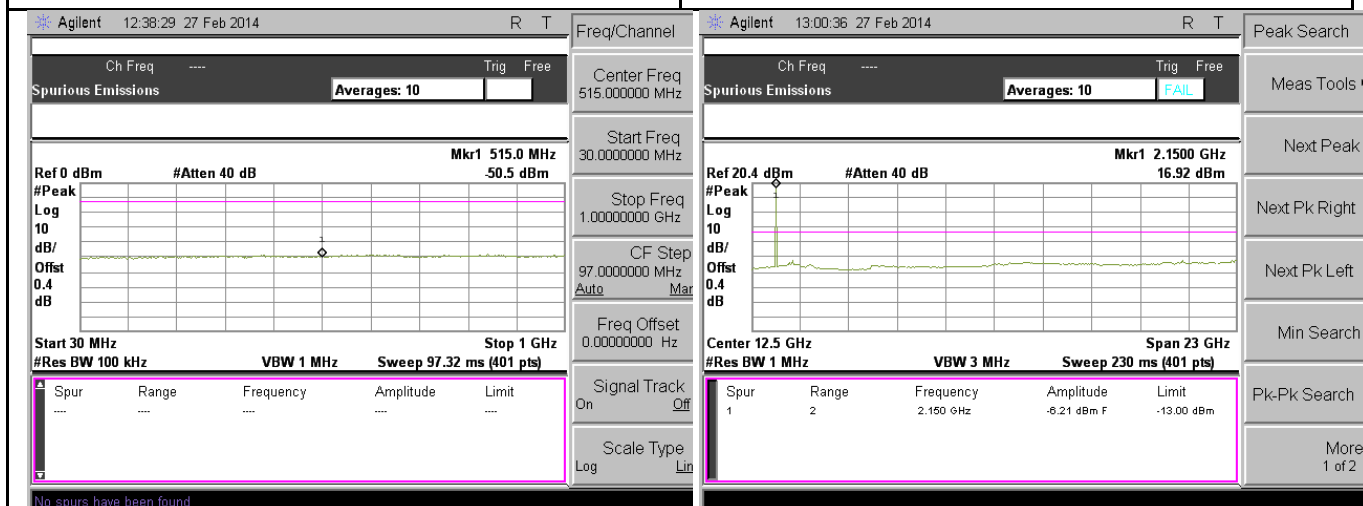 Agilent 12:38:29 27 Feb 2014 R T
Freq/Channel
Ch Freq ---- Trig Free
Spurious Emissions Averages: 10
Center Freq
515.000000 MHz
Start Freq
30.0000000 MHz
Mkr1 515.0 MHz
Ref 0 dBm #Atten 40 dB -50.5 dBm
#Peak
Log
10
dB/
Offst
0.4
dB
1
Stop Freq
1.00000000 GHz
CF Step
97.0000000 MHz
Auto Man
Freq Offset
0.00000000 Hz
Start 30 MHz Stop 1 GHz
#Res BW 100 kHz VBW 1 MHz Sweep 97.32 ms (401 pts)
Spur Range Frequency Amplitude Limit
---- ---- ---- ---- ----
Signal Track
On Off
Scale Type
Log Lin
No spurs have been found
Agilent 13:00:36 27 Feb 2014 R T
Peak Search
Ch Freq ---- Trig Free
Spurious Emissions Averages: 10 FAIL
Meas Tools
Next Peak
Mkr1 2.1500 GHz
Ref 20.4 dBm #Atten 40 dB 16.92 dBm
#Peak
Log
10
dB/
Offst
0.4
dB
1
Next Pk Right
Next Pk Left
Min Search
Center 12.5 GHz Span 23 GHz
#Res BW 1 MHz VBW 3 MHz Sweep 230 ms (401 pts)
Spur Range Frequency Amplitude Limit
1 2 2.150 GHz -6.21 dBm F -13.00 dBm
Pk-Pk Search
More
1 of 2